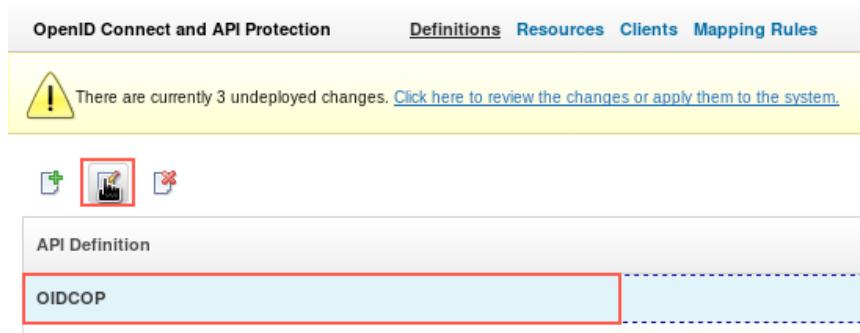 OpenID Connect and API Protection Definitions Resources Clients Mapping Rules
There are currently 3 undeployed changes. Click here to review the changes or apply them to the system.
API Definition
OIDCOP